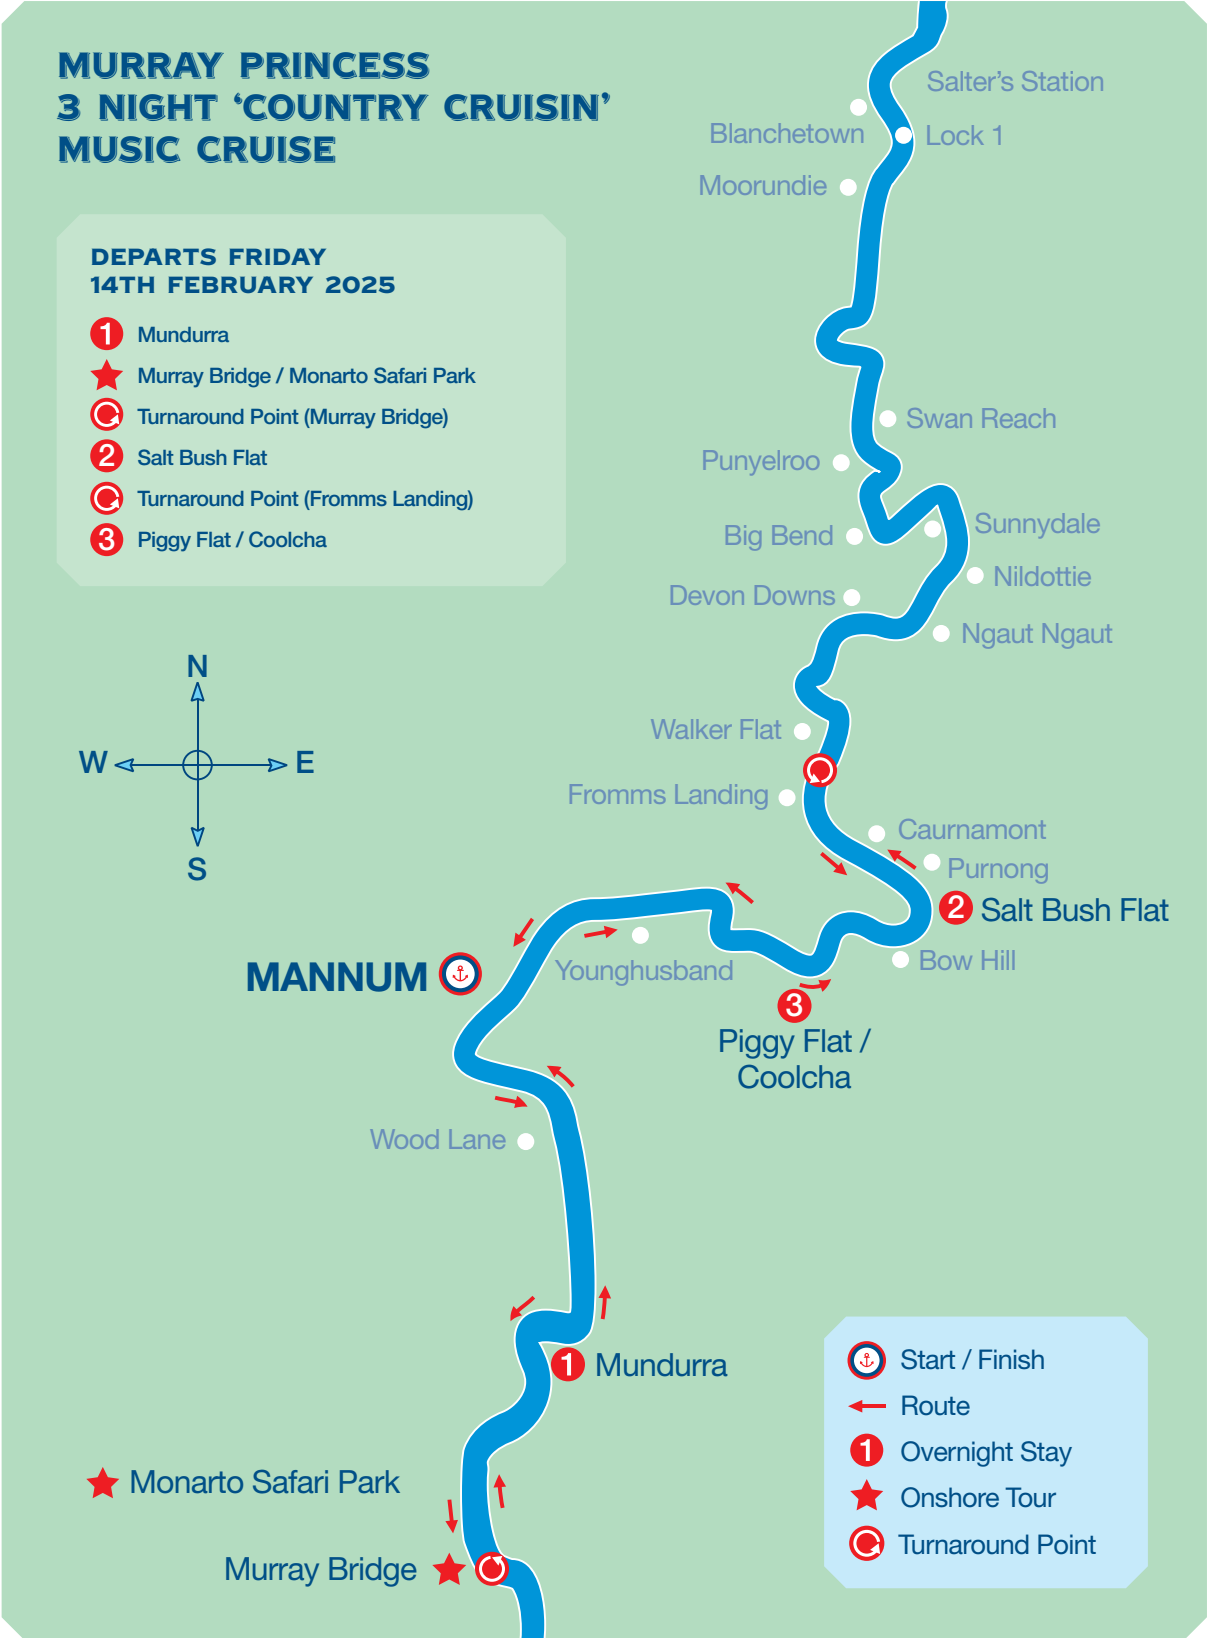 MURRAY PRINCESS
3 NIGHT ‘COUNTRY CRUISIN’
MUSIC CRUISE
DEPARTS FRIDAY
14TH FEBRUARY 2025
1 Mundurra
Murray Bridge / Monarto Safari Park
Turnaround Point (Murray Bridge)
2 Salt Bush Flat
Turnaround Point (Fromms Landing)
3 Piggy Flat / Coolcha
Salter’s Station
Blanchetown
Lock 1
Moorundie
Swan Reach
Punyelroo
Sunnydale
Big Bend
Nildottie
Devon Downs
Ngaut Ngaut
N
W E
S
Walker Flat
Fromms Landing
Caurnamont
Purnong
2 Salt Bush Flat
Bow Hill
Younghusband
MANNUM
3
Piggy Flat /
Coolcha
Wood Lane
1 Mundurra
Monarto Safari Park
Murray Bridge
Start / Finish
Route
1 Overnight Stay
Onshore Tour
Turnaround Point